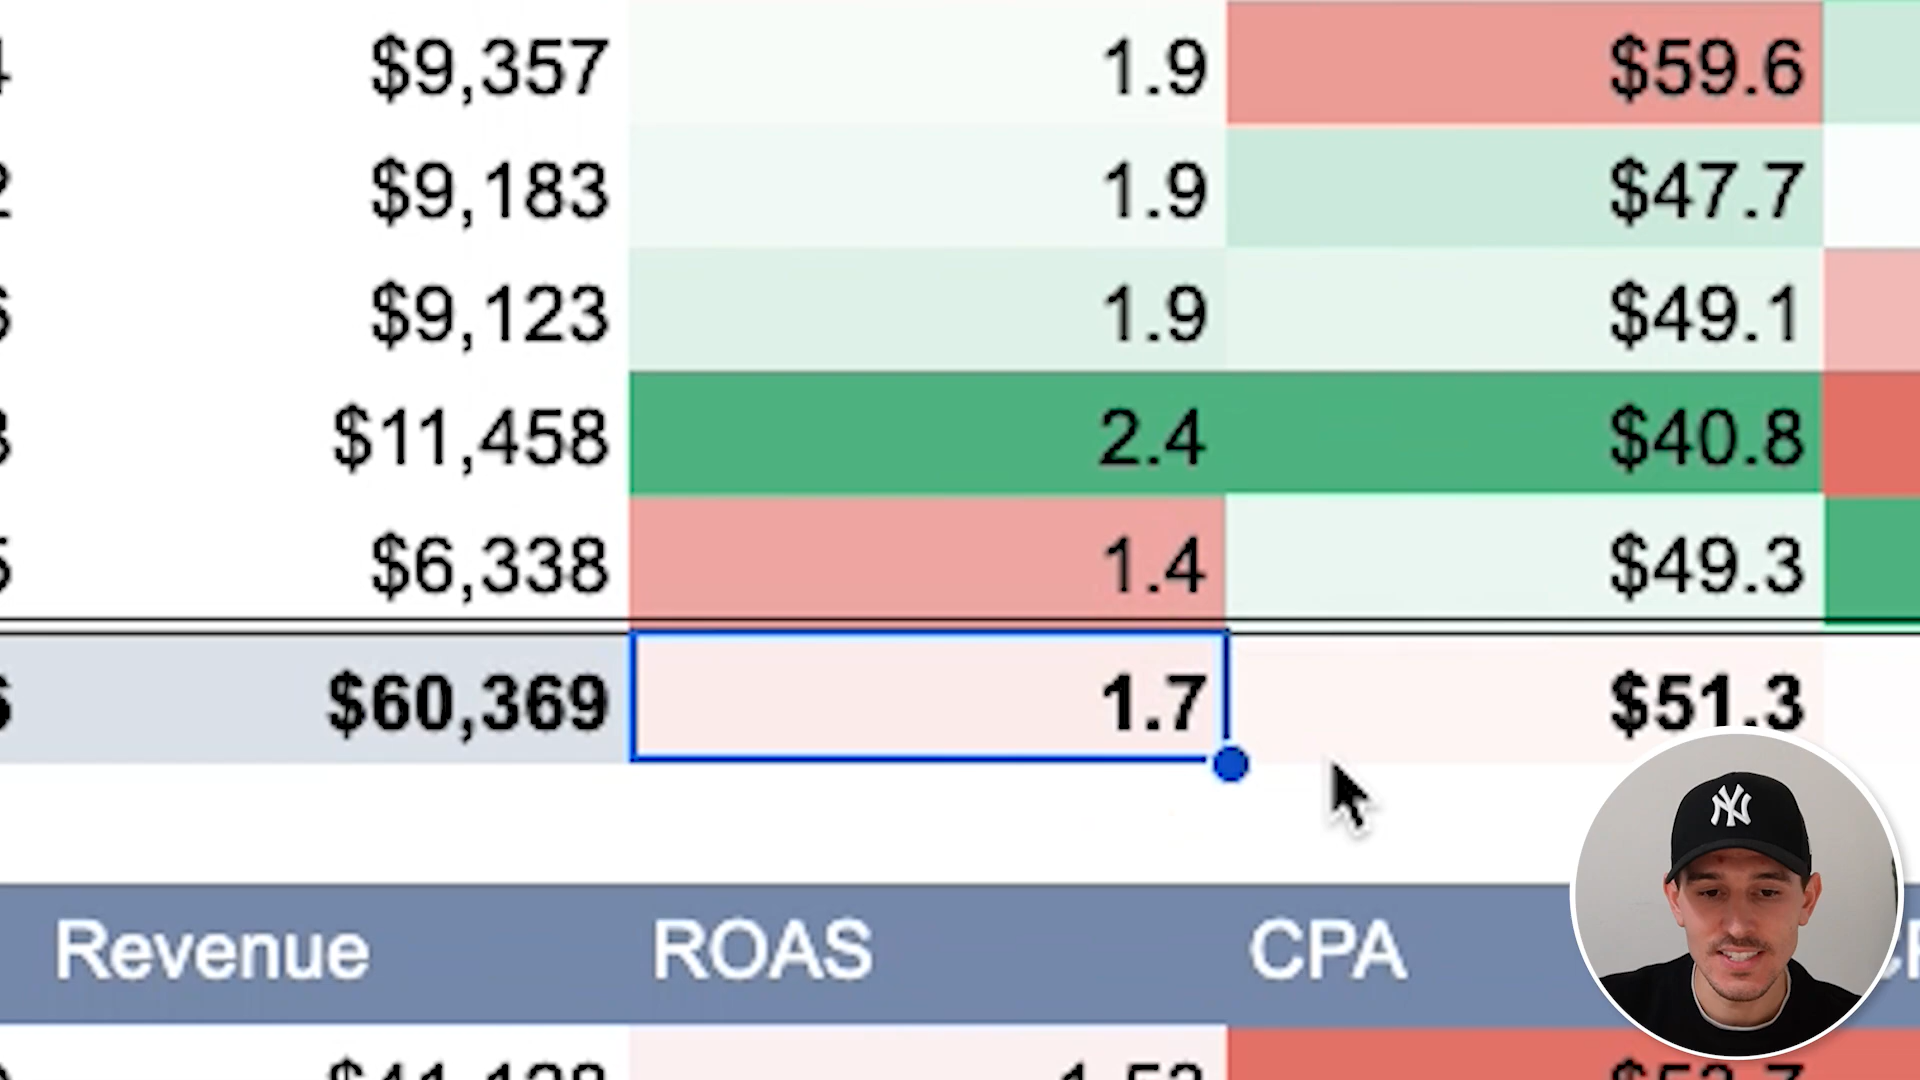 $9,357 1.9 $59.6
$9,183 1.9 $47.7
$9,123 1.9 $49.1
$11,458 2.4 $40.8
$6,338 1.4 $49.3
$60,369 1.7 $51.3
Revenue ROAS CPA
NY